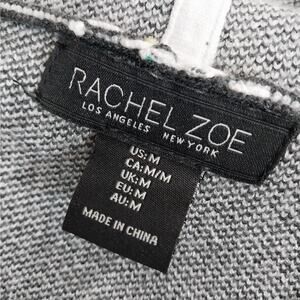 RACHEL ZOE
LOS ANGELES NEW YORK
US:M
CA:M/M
UK:M
EU:M
AU:M
MADE IN CHINA